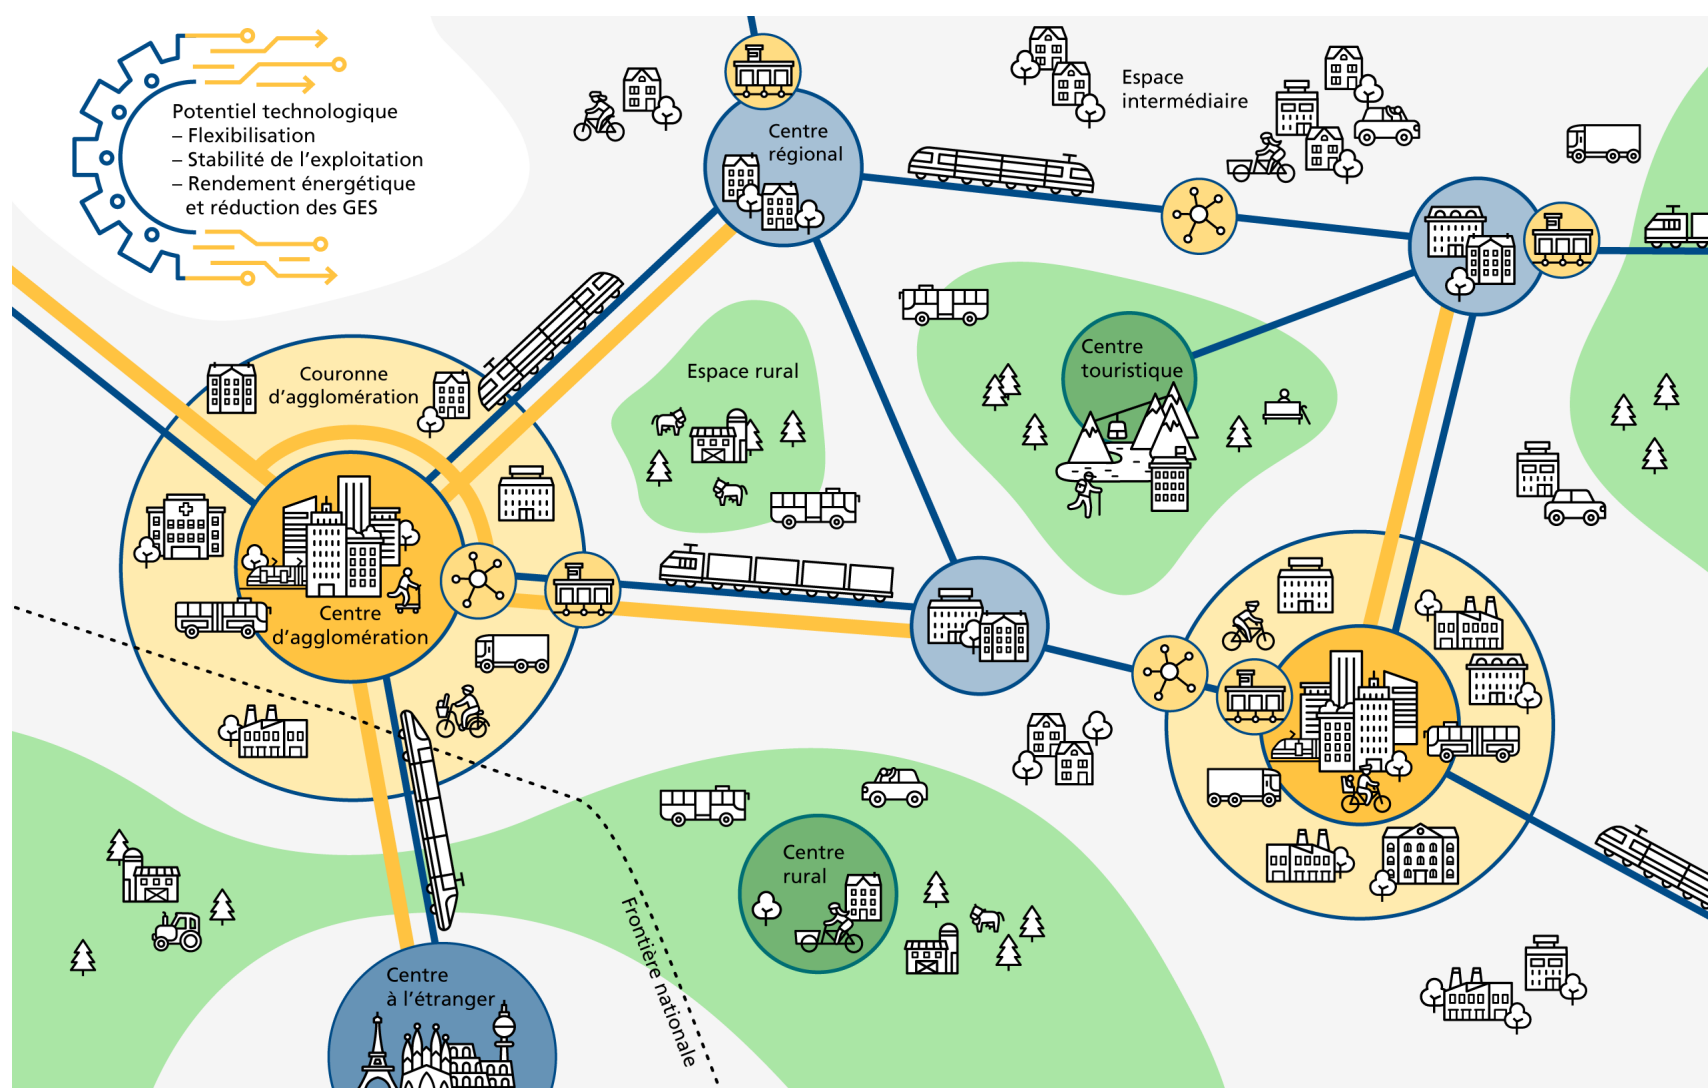 Potentiel technologique
– Flexibilisation
– Stabilité de l’exploitation
– Rendement énergétique
et réduction des GES
Centre
régional
Espace
intermédiaire
Couronne
d’agglomération
Espace rural
Centre
touristique
Centre
d’agglomération
Centre
rural
Frontière nationale
Centre
à l’étranger